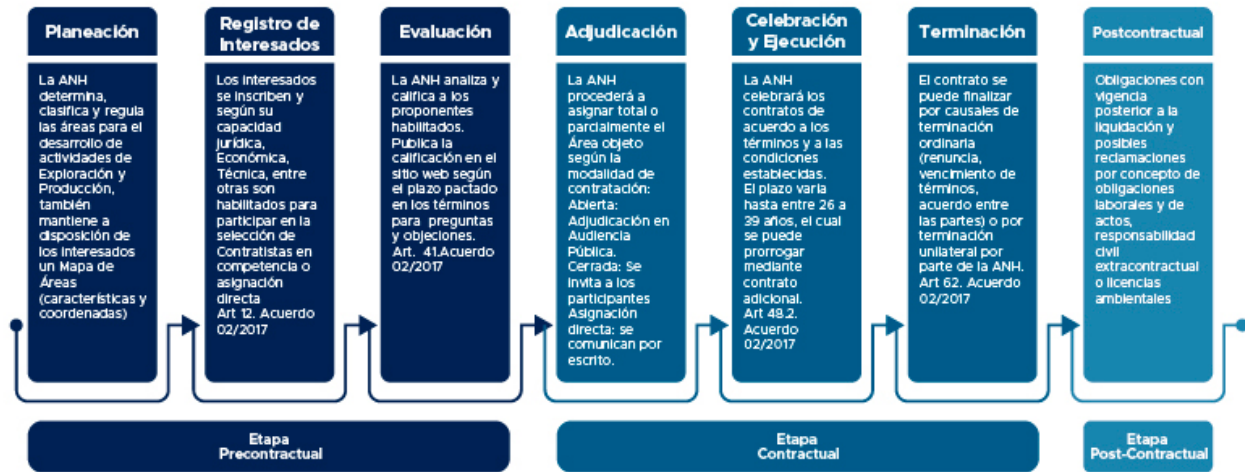 Planeación
La ANH
determina,
clasifica y regula
las áreas para el
desarrollo de
actividades de
Exploración y
Producción,
también
mantiene a
disposición de
los interesados
un Mapa de
Áreas
(características y
coordenadas)
Registro de
Interesados
Los interesados
se inscriben y
según su
capacidad
jurídica,
Económica,
Técnica, entre
otras son
habilitados para
participar en la
selección de
Contratistas en
competencia o
asignación
directa
Art 12. Acuerdo
02/2017
Evaluación
La ANH analiza y
califica a los
proponentes
habilitados.
Publica la
calificación en el
sitio web según
el plazo pactado
en los términos
para preguntas
y objeciones.
Art. 41.Acuerdo
02/2017
Adjudicación
La ANH
procederá a
asignar total o
parcialmente el
Área objeto
según la
modalidad de
contratación:
Abierta:
Adjudicación en
Audiencia
Pública.
Cerrada: Se
invita a los
participantes
Asignación
directa: se
comunican por
escrito.
Celebración
y Ejecución
La ANH
celebrará los
contratos de
acuerdo a los
términos y a las
condiciones
establecidas.
El plazo varia
hasta entre 26 a
39 años, el cual
se puede
prorrogar
mediante
contrato
adicional.
Art 48.2.
Acuerdo
02/2017
Terminación
El contrato se
puede finalizar
por causales de
terminación
ordinaria
(renuncia,
vencimiento de
términos,
acuerdo entre
las partes) o por
terminación
unilateral por
parte de la ANH.
Art 62. Acuerdo
02/2017
Postcontractual
Obligaciones con
vigencia
posterior a la
liquidación y
posibles
reclamaciones
por concepto de
obligaciones
laborales y de
actos,
responsabilidad
civil
extracontractual
o licencias
ambientales
Etapa
Precontractual
Etapa
Contractual
Etapa
Post-Contractual